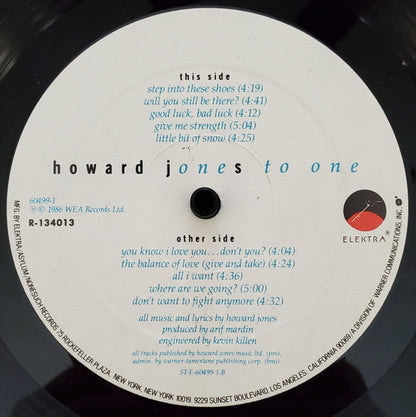 this side
step into these shoes (4:19)
will you still be there? (4:41)
good luck, bad luck (4:12)
give me strength (5:04)
little bit of snow (4:25)
howard jones to one
60499-1
℗ © 1986 WEA Records Ltd.
R-134013
ELEKTRA®
other side
you know i love you...don't you? (4:04)
the balance of love (give and take) (4:24)
all i want (4:36)
where are we going? (5:00)
don't want to fight anymore (4:32)
all music and lyrics by howard jones
produced by arif mardin
engineered by kevin killen
all tracks published by howard jones music ltd. (prs),
admin. by warner-tamerlane publishing corp. (bmi)
ST-E-60499-1-B
MFG. BY ELEKTRA/ASYLUM/NONESUCH RECORDS 75 ROCKEFELLER PLAZA, NEW YORK, NEW YORK 10019. 9229 SUNSET BOULEVARD, LOS ANGELES, CALIFORNIA 90069 / A DIVISION OF WARNER COMMUNICATIONS, INC.